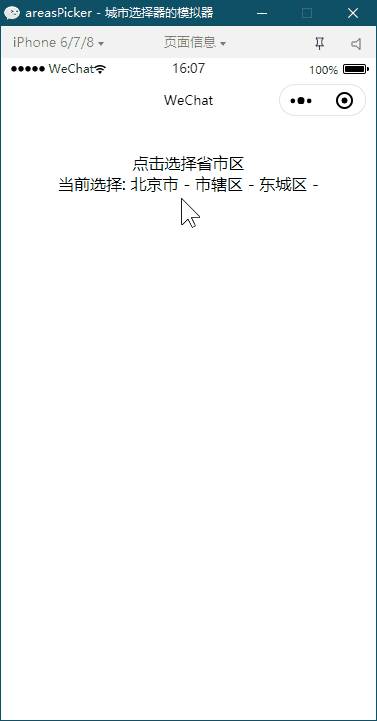 areasPicker - 城市选择器的模拟器
iPhone 6/7/8 页面信息
WeChat 16:07 100%
WeChat
点击选择省市区
当前选择: 北京市 - 市辖区 - 东城区 -